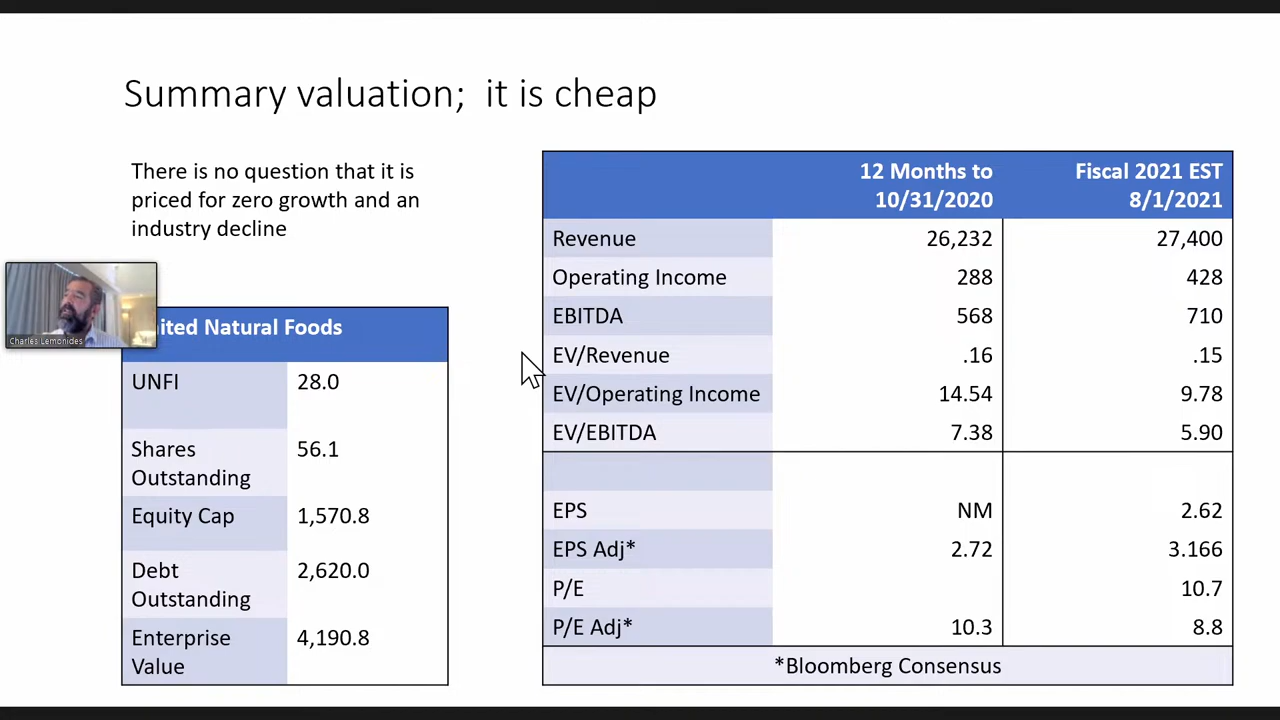 Summary valuation; it is cheap
There is no question that it is
priced for zero growth and an
industry decline
Charles Lemonides
ited Natural Foods
UNFI 28.0
Shares 56.1
Outstanding
Equity Cap 1,570.8
Debt 2,620.0
Outstanding
Enterprise 4,190.8
Value
12 Months to Fiscal 2021 EST
10/31/2020 8/1/2021
Revenue 26,232 27,400
Operating Income 288 428
EBITDA 568 710
EV/Revenue .16 .15
EV/Operating Income 14.54 9.78
EV/EBITDA 7.38 5.90
EPS NM 2.62
EPS Adj* 2.72 3.166
P/E 10.7
P/E Adj* 10.3 8.8
*Bloomberg Consensus